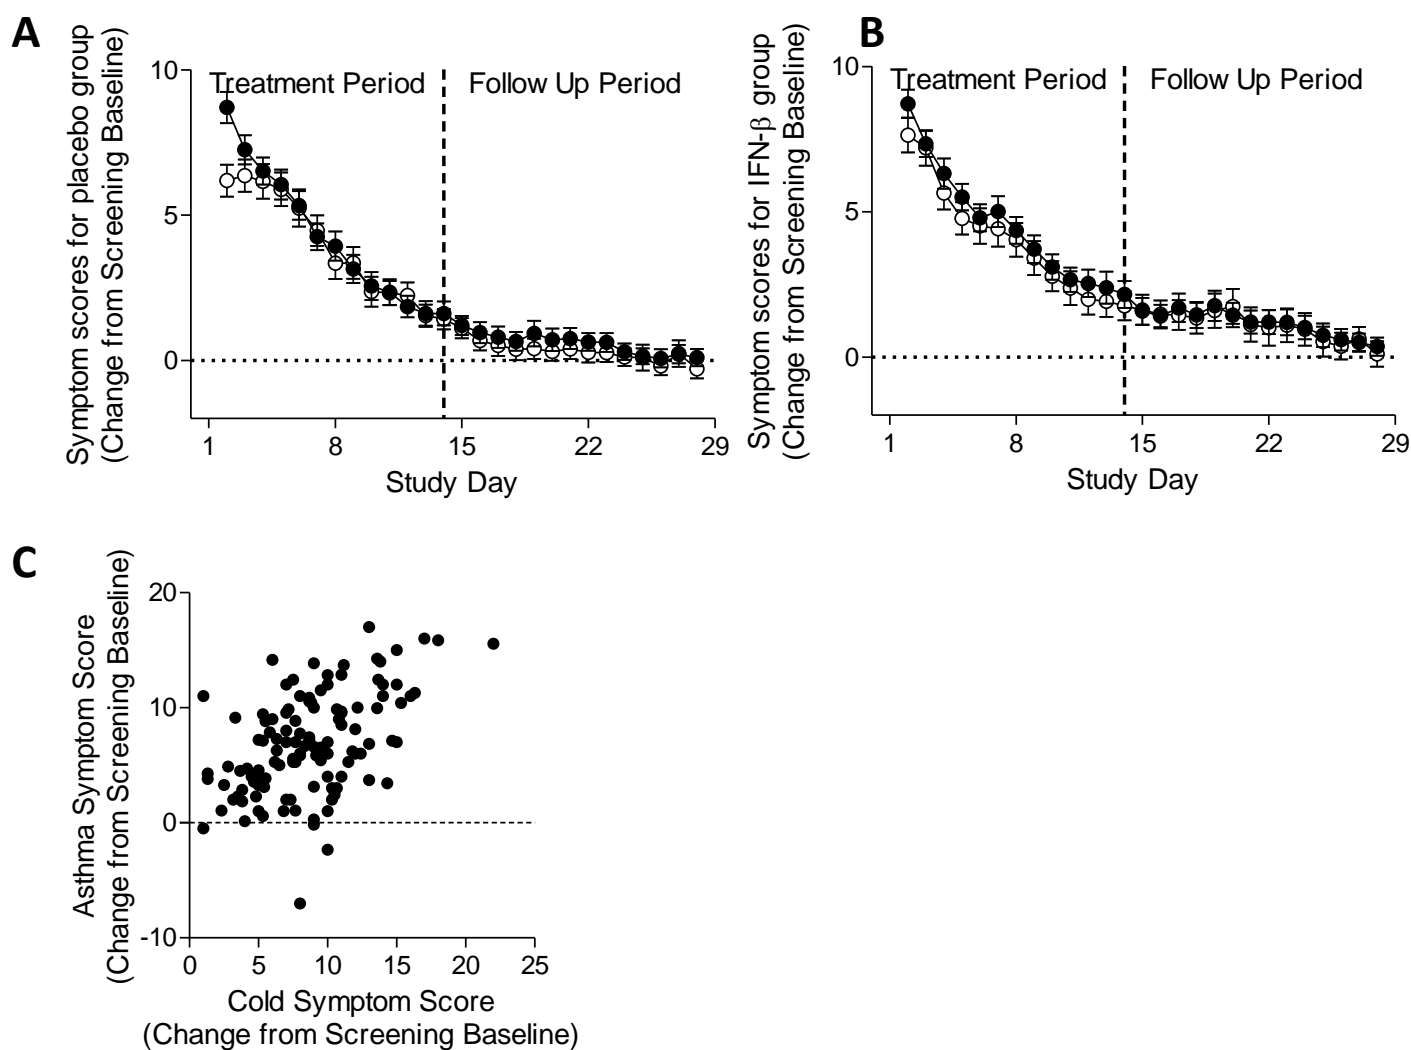 A
Symptom scores for placebo group
(Change from Screening Baseline)
10
5
0
Treatment Period
Follow Up Period
1
8
15
22
29
Study Day
B
Symptom scores for IFN-β group
(Change from Screening Baseline)
10
5
0
Treatment Period
Follow Up Period
1
8
15
22
29
Study Day
C
Asthma Symptom Score
(Change from Screening Baseline)
20
10
0
-10
0
5
10
15
20
25
Cold Symptom Score
(Change from Screening Baseline)